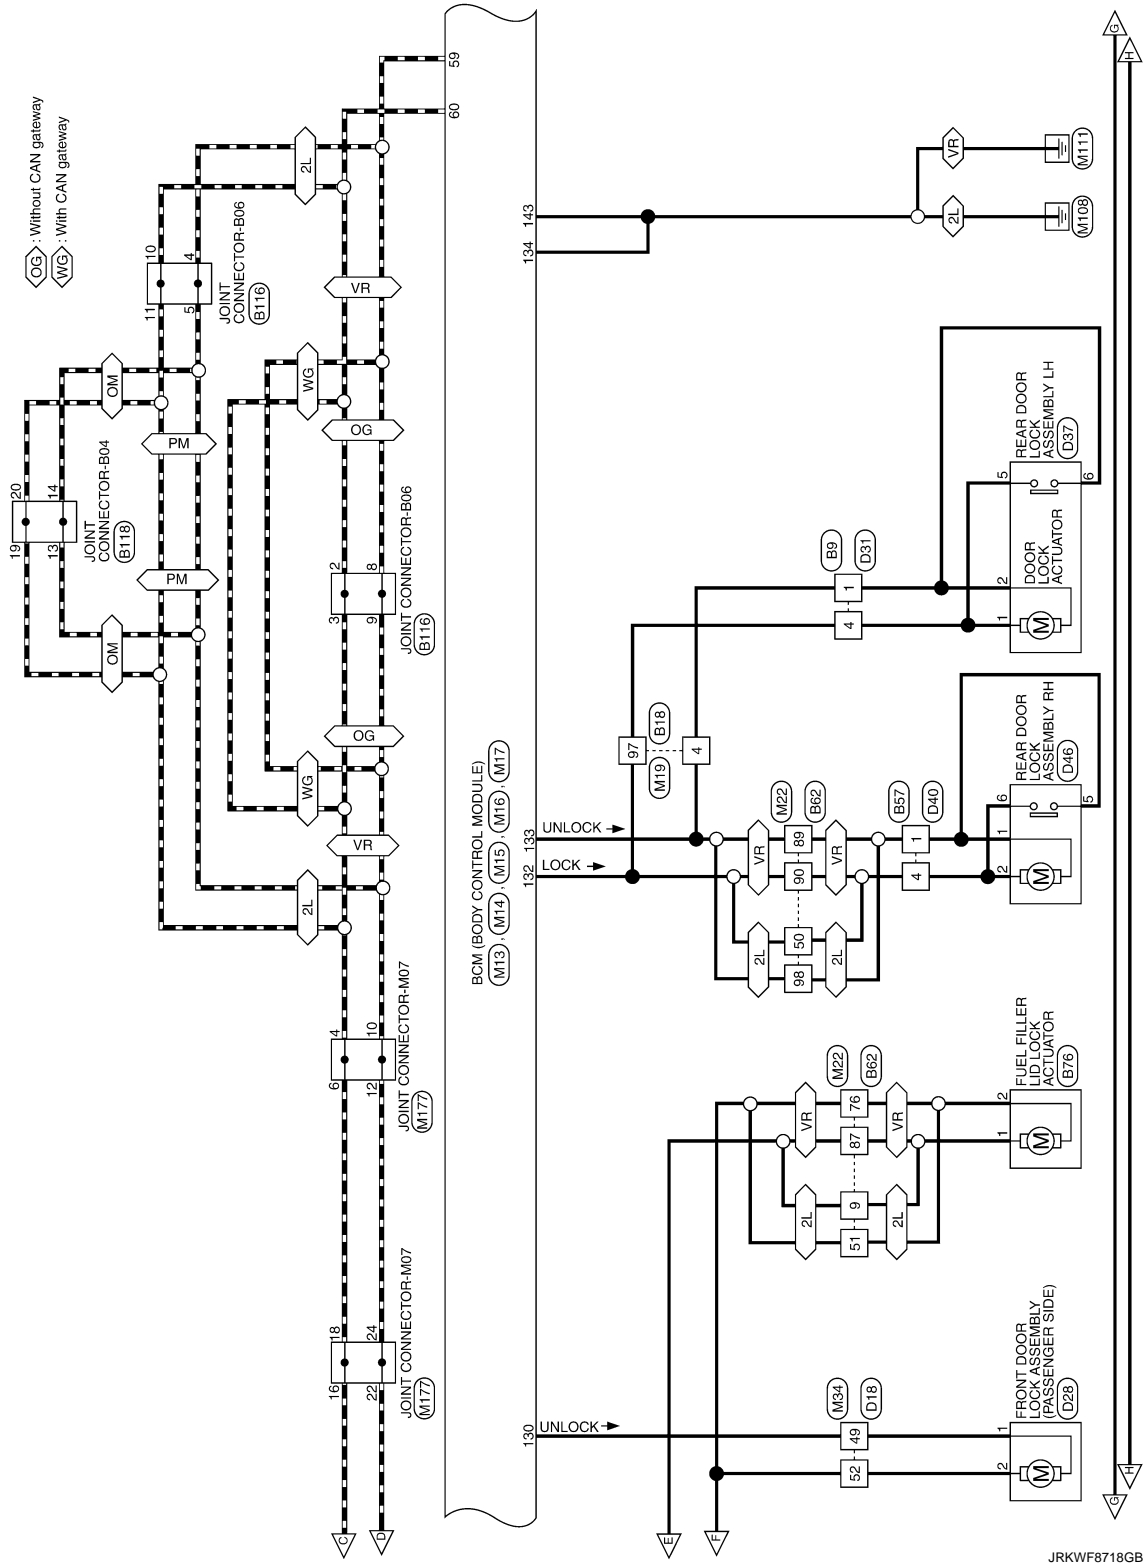 OG : Without CAN gateway
WG : With CAN gateway
20
14
19
13
JOINT
CONNECTOR-B04
B118
OM
OM
PM
PM
10
4
11
5
JOINT
CONNECTOR-B06
B116
2L
2L
VR
VR
WG
WG
OG
OG
2
8
3
9
JOINT CONNECTOR-B06
B116
4
10
6
12
JOINT CONNECTOR-M07
M177
18
24
16
22
JOINT CONNECTOR-M07
M177
C
D
59
60
BCM (BODY CONTROL MODULE)
M13 , M14 , M15 , M16 , M17
143
134
133
132
130
UNLOCK
LOCK
UNLOCK
VR
2L
M111
M108
97
4
M19
B18
1
4
B9
D31
5
6
2
1
DOOR
LOCK
ACTUATOR
M
REAR DOOR
LOCK
ASSEMBLY LH
D37
VR
89
90
VR
M22
B62
2L
50
98
2L
B57
D40
1
4
6
5
1
2
M
REAR DOOR
LOCK
ASSEMBLY RH
D46
VR
76
87
VR
M22
B62
2L
9
51
2L
2
1
M
FUEL FILLER
LID LOCK
ACTUATOR
B76
E
F
49
52
M34
D18
1
2
M
FRONT DOOR
LOCK ASSEMBLY
(PASSENGER SIDE)
D28
G
H
G
H
JRKWF8718GB